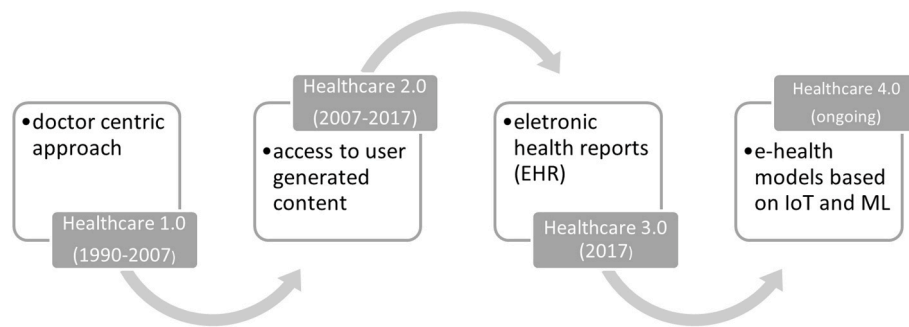 •doctor centric
approach
Healthcare 1.0
(1990-2007)
Healthcare 2.0
(2007-2017)
•access to user
generated
content
•eletronic
health reports
(EHR)
Healthcare 3.0
(2017)
Healthcare 4.0
(ongoing)
•e-health
models based
on IoT and ML